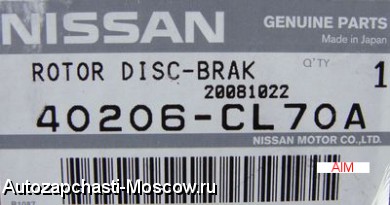 NISSAN
GENUINE PARTS
Made in Japan
ROTOR DISC-BRAK
Q'TY
1
20081022
40206-CL70A
NISSAN MOTOR CO.,LTD.
AIM
Autozapchasti-Moscow.ru